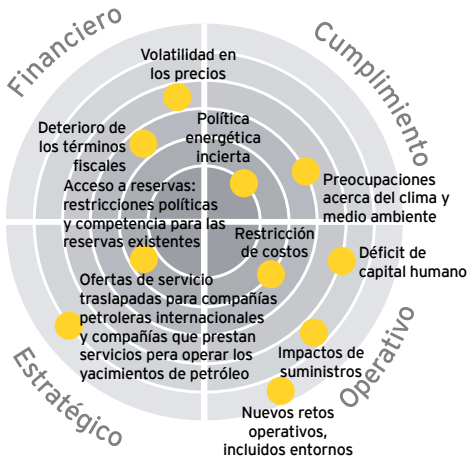 Financiero
Cumplimiento
Volatilidad en
los precios
Política
energética
incierta
Deterioro de
los términos
fiscales
Preocupaciones
acerca del clima y
medio ambiente
Acceso a reservas:
restricciones políticas
y competencia para las
reservas existentes
Restricción
de costos
Déficit de
capital humano
Ofertas de servicio
traslapadas para compañías
petroleras internacionales
y compañías que prestan
servicios pera operar los
yacimientos de petróleo
Impactos de
suministros
Nuevos retos
operativos,
incluidos entornos
Estratégico
Operativo